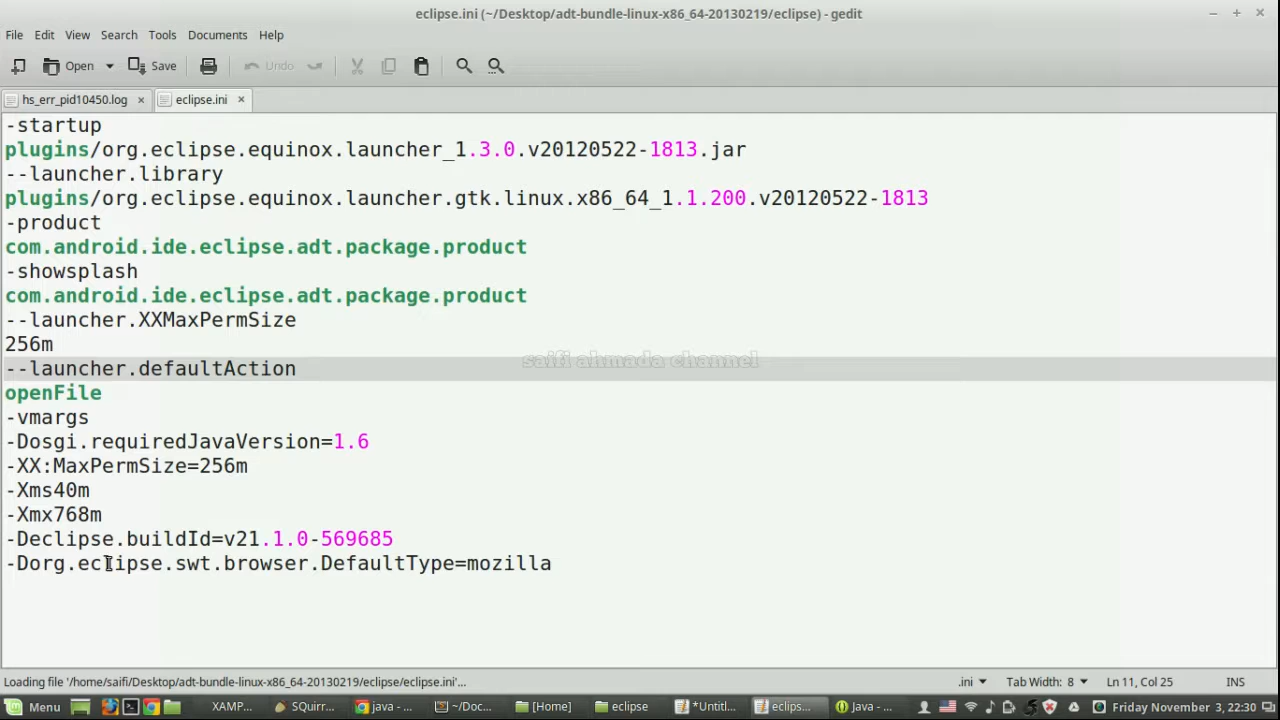 eclipse.ini (~/Desktop/adt-bundle-linux-x86_64-20130219/eclipse) - gedit
File Edit View Search Tools Documents Help
Open Save Undo
hs_err_pid10450.log × eclipse.ini ×
-startup
plugins/org.eclipse.equinox.launcher_1.3.0.v20120522-1813.jar
--launcher.library
plugins/org.eclipse.equinox.launcher.gtk.linux.x86_64_1.1.200.v20120522-1813
-product
com.android.ide.eclipse.adt.package.product
-showsplash
com.android.ide.eclipse.adt.package.product
--launcher.XXMaxPermSize
256m
--launcher.defaultAction
saifi ahmada channel
openFile
-vmargs
-Dosgi.requiredJavaVersion=1.6
-XX:MaxPermSize=256m
-Xms40m
-Xmx768m
-Declipse.buildId=v21.1.0-569685
-Dorg.eclipse.swt.browser.DefaultType=mozilla
Loading file '/home/saifi/Desktop/adt-bundle-linux-x86_64-20130219/eclipse/eclipse.ini'... .ini Tab Width: 8 Ln 11, Col 25 INS
Menu XAMP... SQuirr... java - ... ~/Doc... [Home] eclipse *Untitl... eclips... Java - ... Friday November 3, 22:30